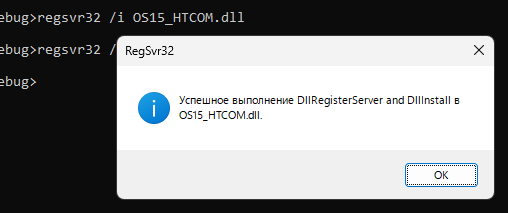 ebug>regsvr32 /i OS15_HTCOM.dll
ebug>regsvr32 /
ebug>
RegSvr32
Успешное выполнение DllRegisterServer and DllInstall в
OS15_HTCOM.dll.
OK